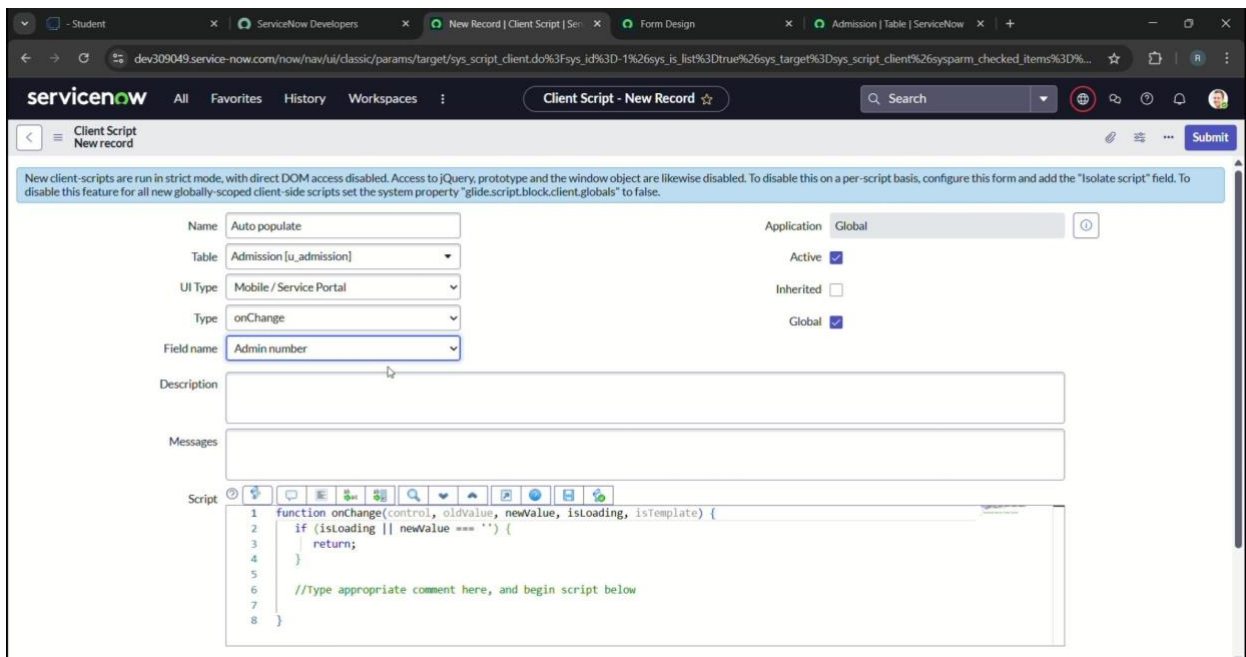 - Student
ServiceNow Developers
New Record | Client Script | Ser
Form Design
Admission | Table | ServiceNow
dev309049.service-now.com/now/nav/ui/classic/params/target/sys_script_client.do%3Fsys_id%3D-1%26sys_is_list%3Dtrue%26sys_target%3Dsys_script_client%26sysparm_checked_items%3D%...
R
servicenow
All
Favorites
History
Workspaces
Client Script - New Record
Search
Client Script
New record
Submit
New client-scripts are run in strict mode, with direct DOM access disabled. Access to jQuery, prototype and the window object are likewise disabled. To disable this on a per-script basis, configure this form and add the "Isolate script" field. To
disable this feature for all new globally-scoped client-side scripts set the system property "glide.script.block.client.globals" to false.
Name Auto populate
Application Global
Table Admission [u_admission]
Active
UI Type Mobile / Service Portal
Inherited
Type onChange
Global
Field name Admin number
Description
Messages
Script
1 function onChange(control, oldValue, newValue, isLoading, isTemplate) {
2 if (isLoading || newValue === '') {
3 return;
4 }
5
6 //Type appropriate comment here, and begin script below
7
8 }